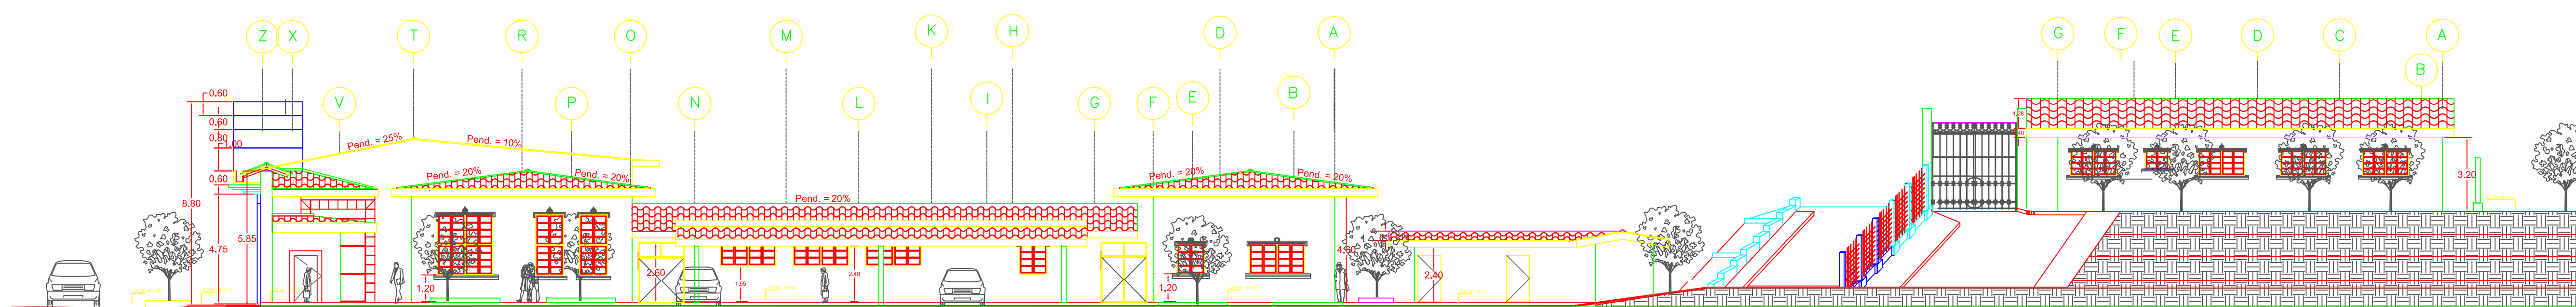 Z X T R O M K H D A G F E D C A
B
V P N L I G F E B
0.60
0.60
0.80
1.00
0.60
8.80
4.75
5.85
Pend. = 25%
Pend. = 10%
Pend. = 20%
Pend. = 20%
Pend. = 20%
Pend. = 20%
Pend. = 20%
1.20
2.60
1.55
2.40
1.20
2.40
3.20